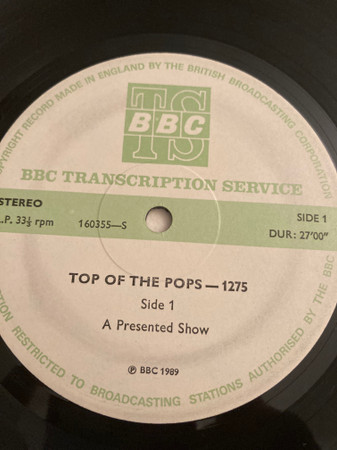 COPYRIGHT RECORD MADE IN ENGLAND BY THE BRITISH BROADCASTING CORPORATION
TS
BBC
BBC TRANSCRIPTION SERVICE
STEREO
L.P. 33⅓ rpm
160355—S
SIDE 1
DUR: 27'00"
TOP OF THE POPS — 1275
Side 1
A Presented Show
℗ BBC 1989
RESTRICTED TO BROADCASTING STATIONS AUTHORISED BY THE BBC